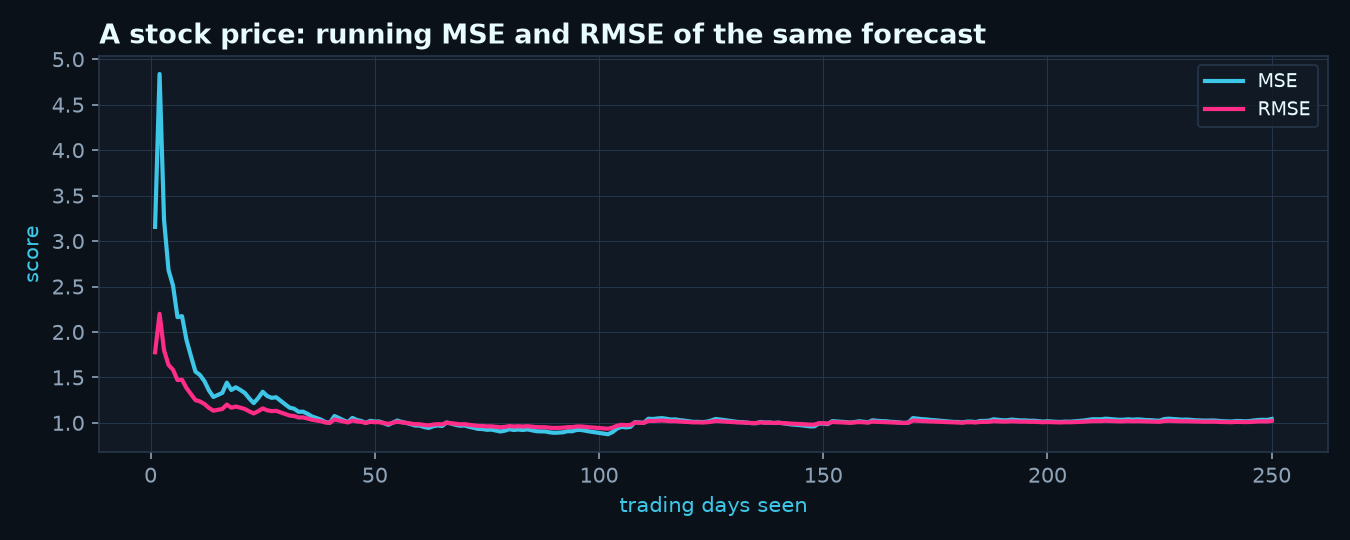 A stock price: running MSE and RMSE of the same forecast
5.0
4.5
4.0
3.5
3.0
2.5
2.0
1.5
1.0
score
MSE
RMSE
0 50 100 150 200 250
trading days seen